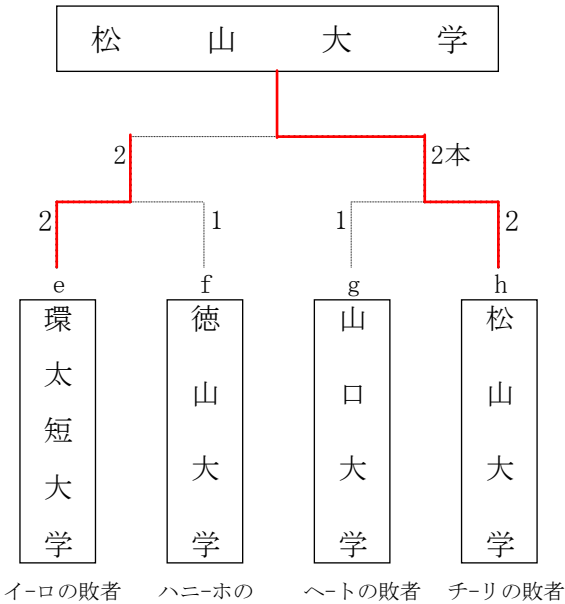 松山大学
2 2本
2 1 1 2
e f g h
環太短大学
徳山大学
山口大学
松山大学
イ-ロの敗者 ハニ-ホの ヘ-トの敗者 チ-リの敗者